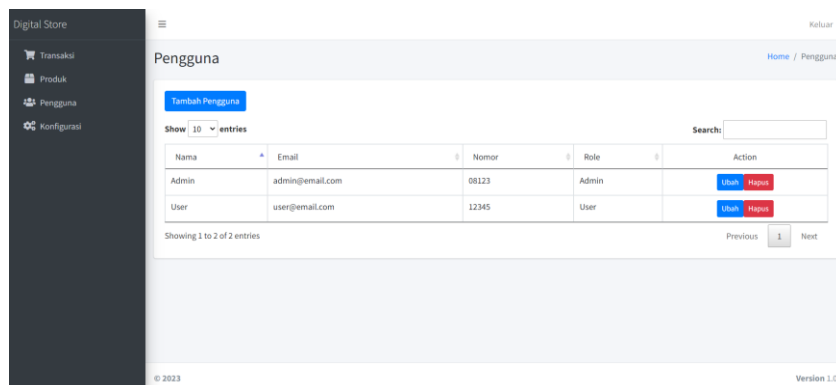 Digital Store
Keluar
Transaksi
Produk
Pengguna
Konfigurasi
Pengguna
Home / Pengguna
Tambah Pengguna
Show 10 entries
Search:
Nama Email Nomor Role Action
Admin admin@email.com 08123 Admin Ubah Hapus
User user@email.com 12345 User Ubah Hapus
Showing 1 to 2 of 2 entries
Previous 1 Next
© 2023
Version 1.0